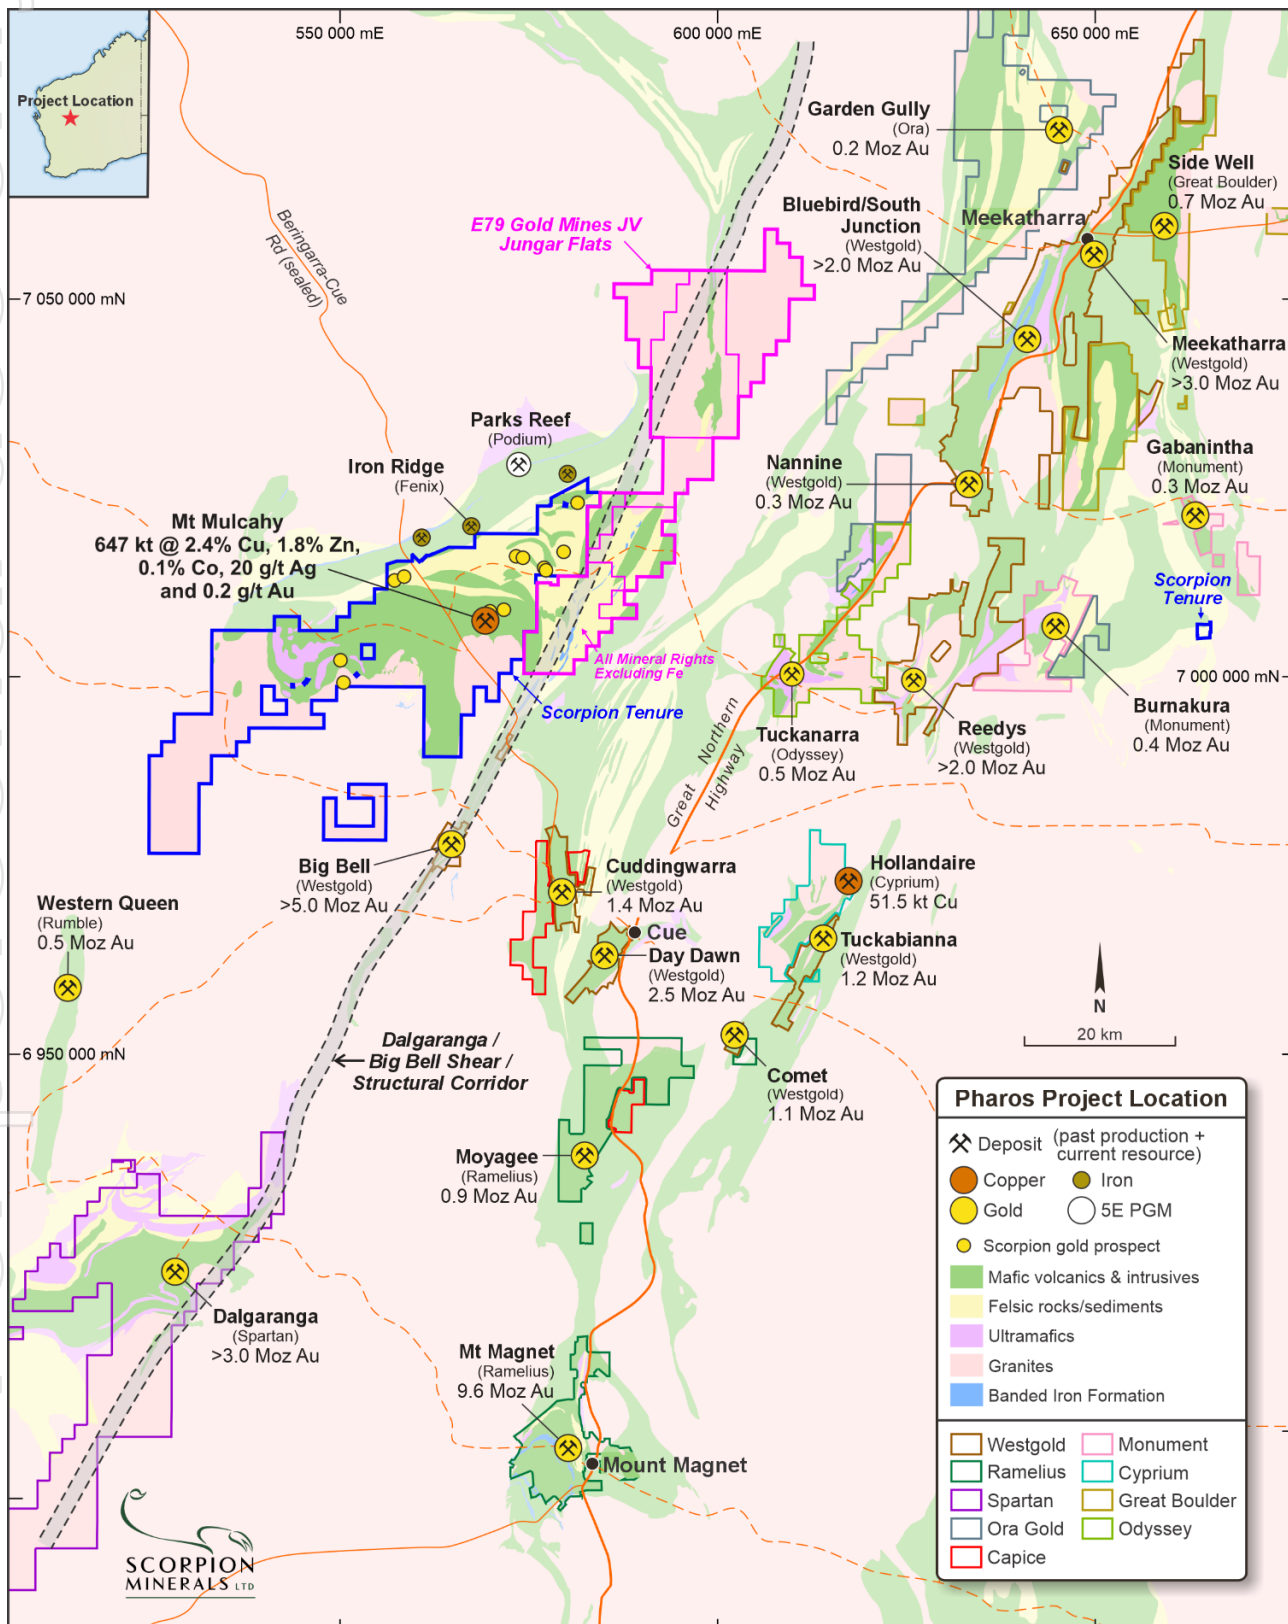 550 000 mE
600 000 mE
650 000 mE
Project Location
Garden Gully
(Ora)
0.2 Moz Au
Side Well
(Great Boulder)
0.7 Moz Au
Bluebird/South
Junction
(Westgold)
>2.0 Moz Au
Meekatharra
Beringarra-Cue
Rd (sealed)
E79 Gold Mines JV
Jungar Flats
7 050 000 mN
Meekatharra
(Westgold)
>3.0 Moz Au
Parks Reef
(Podium)
Iron Ridge
(Fenix)
Nannine
(Westgold)
0.3 Moz Au
Gabanintha
(Monument)
0.3 Moz Au
Mt Mulcahy
647 kt @ 2.4% Cu, 1.8% Zn,
0.1% Co, 20 g/t Ag
and 0.2 g/t Au
Scorpion
Tenure
All Mineral Rights
Excluding Fe
7 000 000 mN
Scorpion Tenure
Great Northern
Highway
Tuckanarra
(Odyssey)
0.5 Moz Au
Reedys
(Westgold)
>2.0 Moz Au
Burnakura
(Monument)
0.4 Moz Au
Big Bell
(Westgold)
>5.0 Moz Au
Cuddingwarra
(Westgold)
1.4 Moz Au
Hollandaire
(Cyprium)
51.5 kt Cu
Western Queen
(Rumble)
0.5 Moz Au
Cue
Day Dawn
(Westgold)
2.5 Moz Au
Tuckabianna
(Westgold)
1.2 Moz Au
N
20 km
6 950 000 mN
Dalgaranga /
Big Bell Shear /
Structural Corridor
Comet
(Westgold)
1.1 Moz Au
Moyagee
(Ramelius)
0.9 Moz Au
Dalgaranga
(Spartan)
>3.0 Moz Au
Mt Magnet
(Ramelius)
9.6 Moz Au
Mount Magnet
SCORPION
MINERALS LTD
Pharos Project Location
Deposit (past production +
current resource)
Copper
Iron
Gold
5E PGM
Scorpion gold prospect
Mafic volcanics & intrusives
Felsic rocks/sediments
Ultramafics
Granites
Banded Iron Formation
Westgold
Monument
Ramelius
Cyprium
Spartan
Great Boulder
Ora Gold
Odyssey
Capice